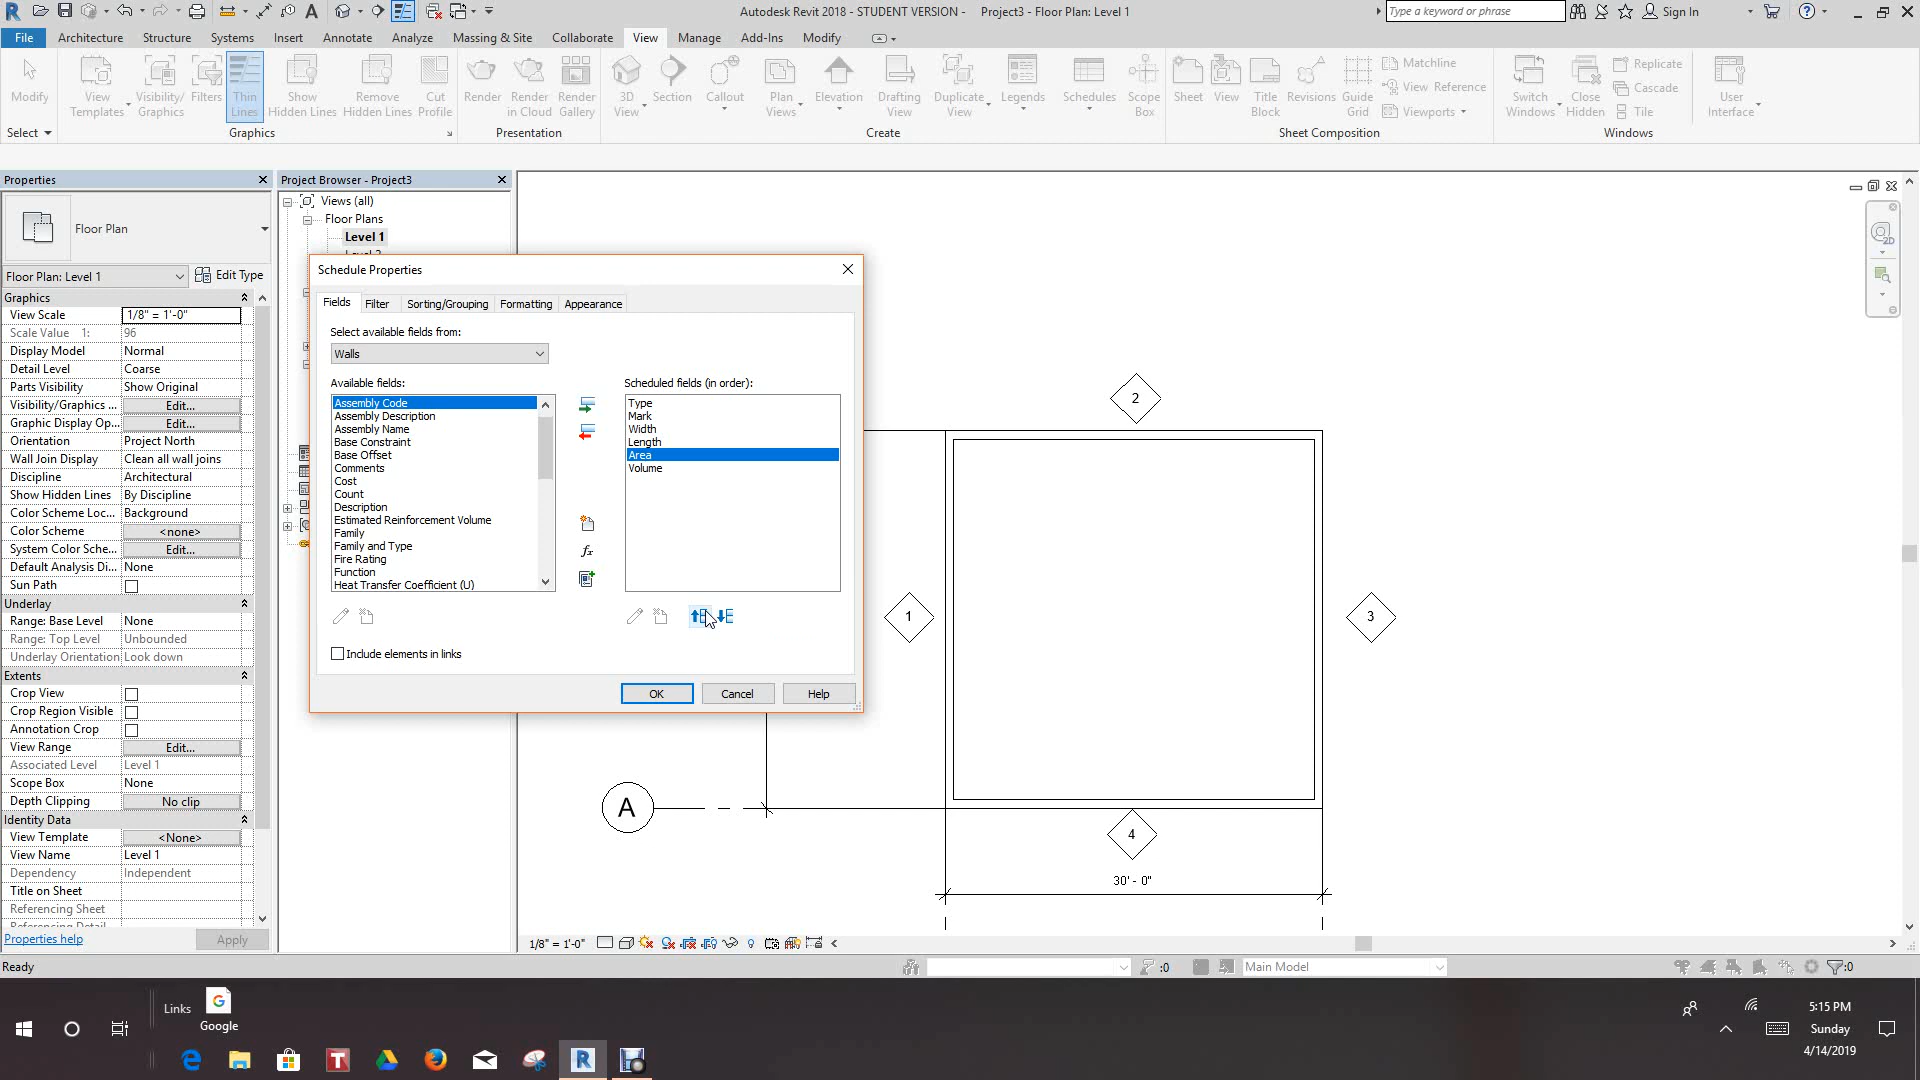 Autodesk Revit 2018 - STUDENT VERSION -    Project3 - Floor Plan: Level 1
Type a keyword or phrase
Sign In
File Architecture Structure Systems Insert Annotate Analyze Massing & Site Collaborate View Manage Add-Ins Modify
Modify
View Templates
Visibility/ Graphics
Filters
Thin Lines
Show Hidden Lines
Remove Hidden Lines
Cut Profile
Render
Render in Cloud
Render Gallery
3D View
Section
Callout
Plan Views
Elevation
Drafting View
Duplicate View
Legends
Schedules
Scope Box
Sheet
View
Title Block
Revisions
Guide Grid
Matchline
View Reference
Viewports
Switch Windows
Close Hidden
Replicate
Cascade
Tile
User Interface
Select
Graphics
Presentation
Create
Sheet Composition
Windows
Properties
Floor Plan
Floor Plan: Level 1
Edit Type
Graphics
View Scale 1/8" = 1'-0"
Scale Value 1: 96
Display Model Normal
Detail Level Coarse
Parts Visibility Show Original
Visibility/Graphics ... Edit...
Graphic Display Op... Edit...
Orientation Project North
Wall Join Display Clean all wall joins
Discipline Architectural
Show Hidden Lines By Discipline
Color Scheme Loc... Background
Color Scheme <none>
System Color Sche... Edit...
Default Analysis Di... None
Sun Path
Underlay
Range: Base Level None
Range: Top Level Unbounded
Underlay Orientation Look down
Extents
Crop View
Crop Region Visible
Annotation Crop
View Range Edit...
Associated Level Level 1
Scope Box None
Depth Clipping No clip
Identity Data
View Template <None>
View Name Level 1
Dependency Independent
Title on Sheet
Referencing Sheet
Referencing Detail
Properties help
Apply
Project Browser - Project3
Views (all)
Floor Plans
Level 1
Level 2
Schedule Properties
Fields Filter Sorting/Grouping Formatting Appearance
Select available fields from:
Walls
Available fields:
Assembly Code
Assembly Description
Assembly Name
Base Constraint
Base Offset
Comments
Cost
Count
Description
Estimated Reinforcement Volume
Family
Family and Type
Fire Rating
Function
Heat Transfer Coefficient (U)
Scheduled fields (in order):
Type
Mark
Width
Length
Area
Volume
fx
Include elements in links
OK Cancel Help
2
1
3
4
A
30' - 0"
2D
1/8" = 1'-0"
Ready
:0
Main Model
:0
Links
Google
5:15 PM
Sunday
4/14/2019